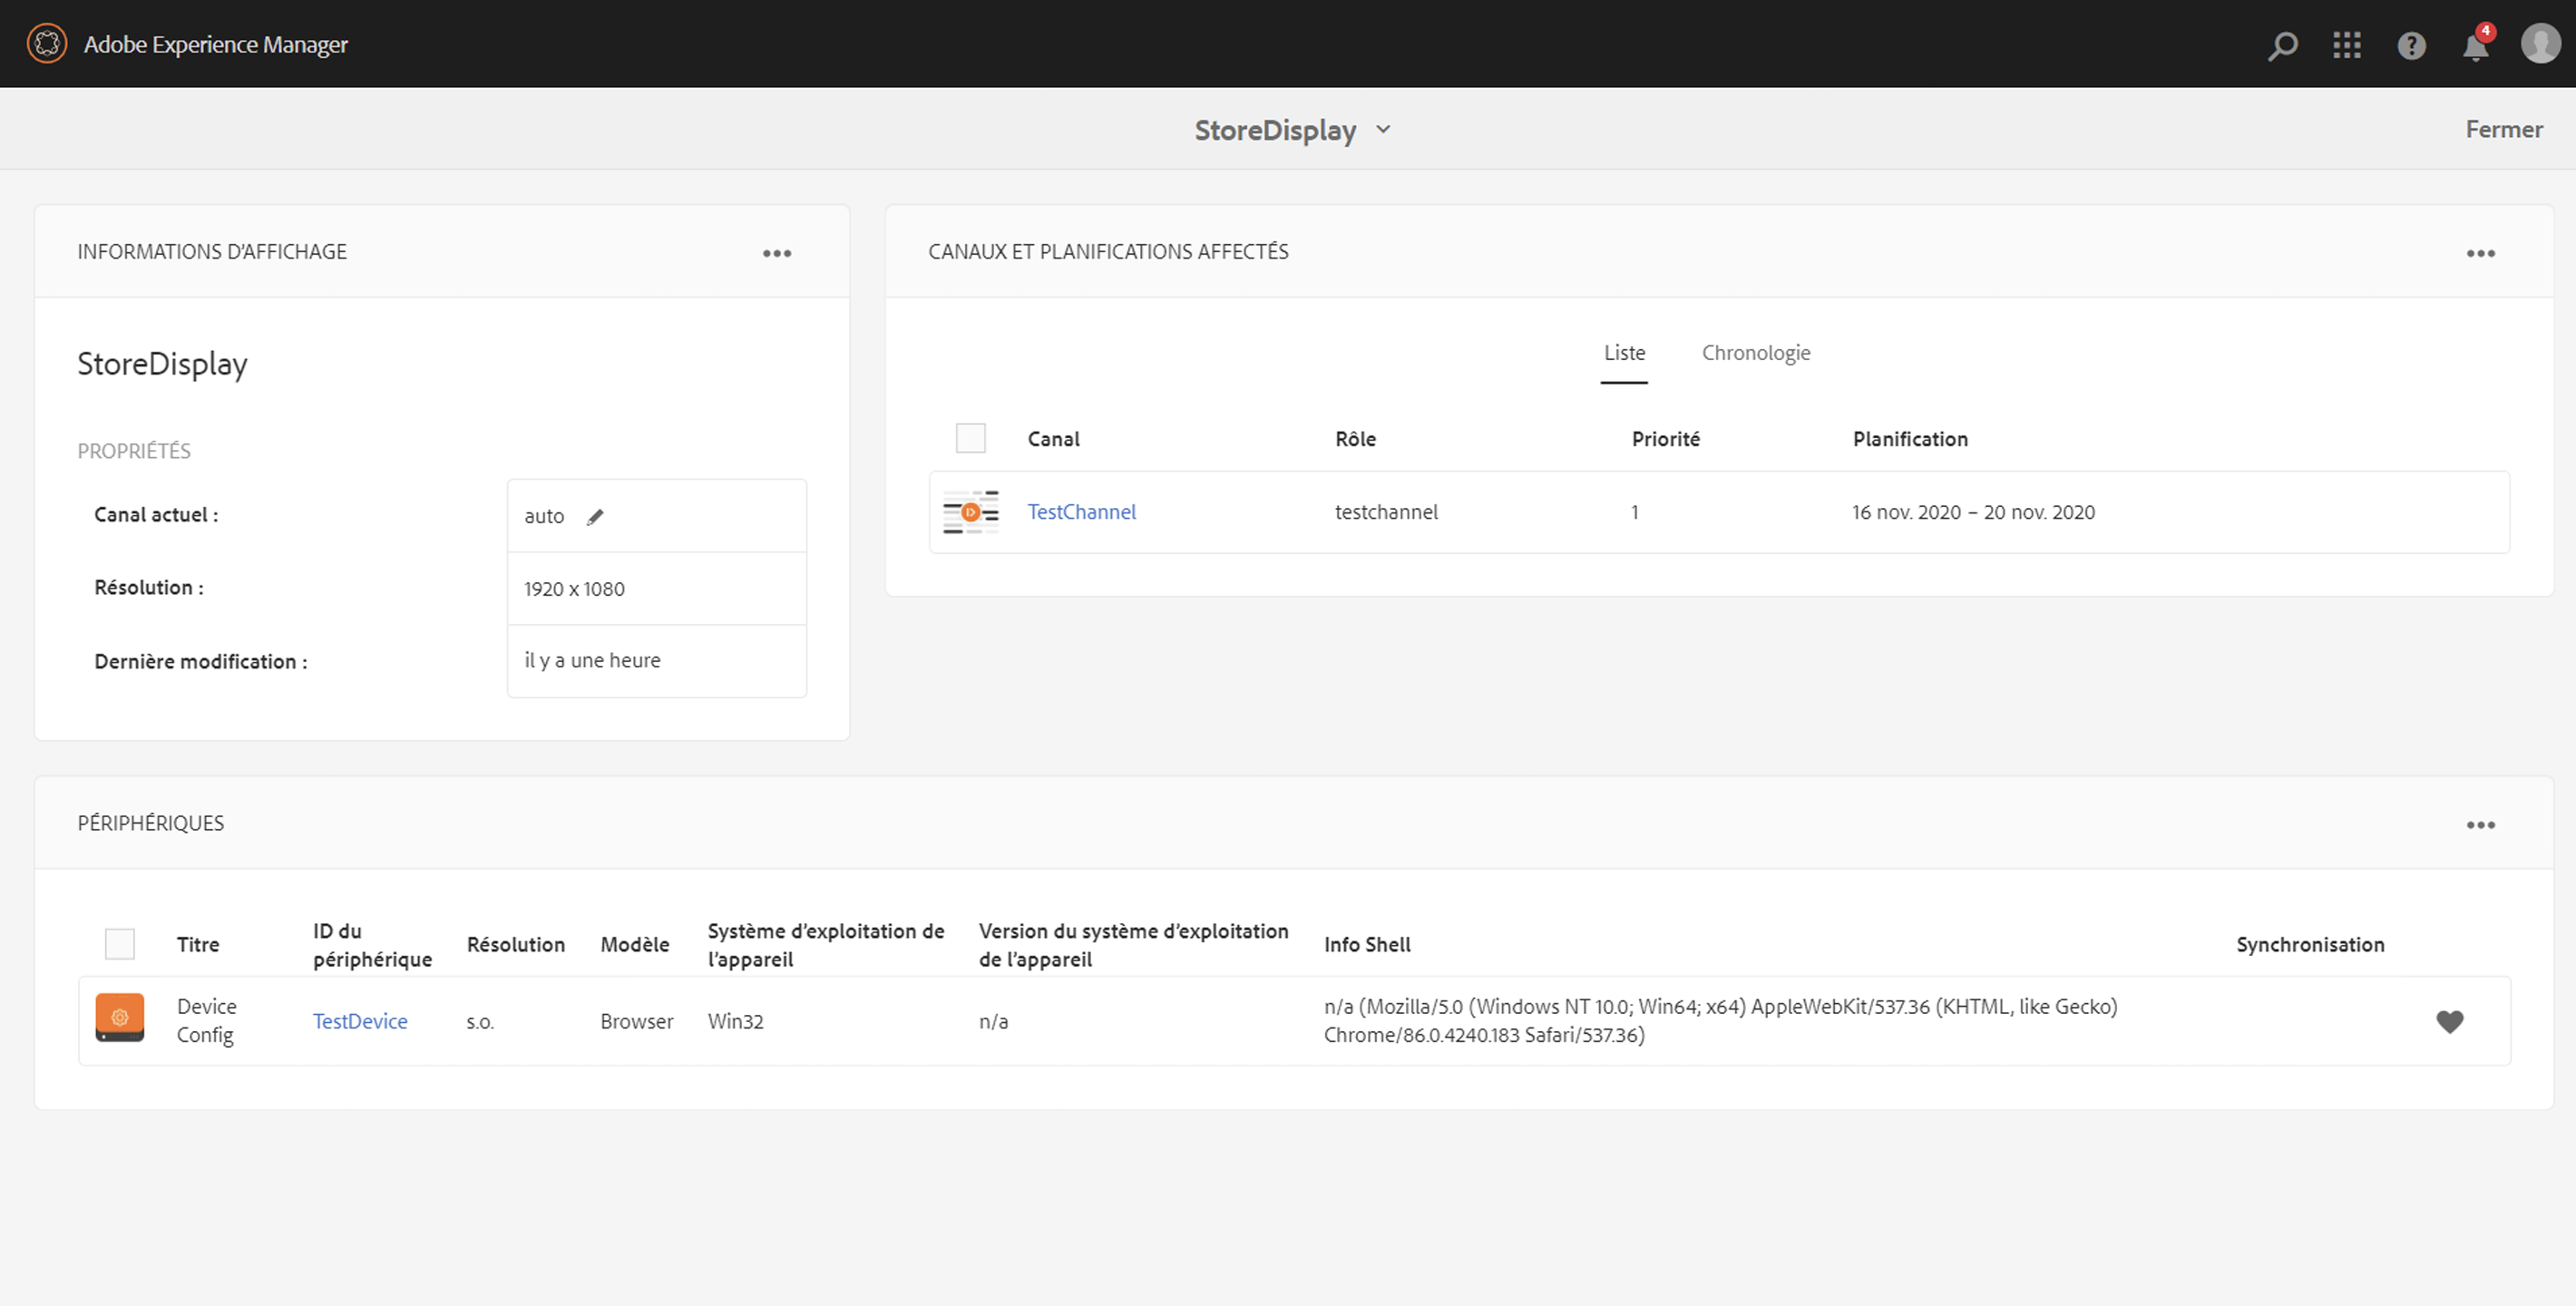 Adobe Experience Manager
4
StoreDisplay
Fermer
INFORMATIONS D'AFFICHAGE
StoreDisplay
PROPRIÉTÉS
Canal actuel :
auto
Résolution :
1920 x 1080
Dernière modification :
il y a une heure
CANAUX ET PLANIFICATIONS AFFECTÉS
Liste Chronologie
Canal Rôle Priorité Planification
TestChannel testchannel 1 16 nov. 2020 – 20 nov. 2020
PÉRIPHÉRIQUES
Titre
ID du
périphérique
Résolution
Modèle
Système d'exploitation de
l'appareil
Version du système d'exploitation
de l'appareil
Info Shell
Synchronisation
Device
Config
TestDevice
s.o.
Browser
Win32
n/a
n/a (Mozilla/5.0 (Windows NT 10.0; Win64; x64) AppleWebKit/537.36 (KHTML, like Gecko)
Chrome/86.0.4240.183 Safari/537.36)